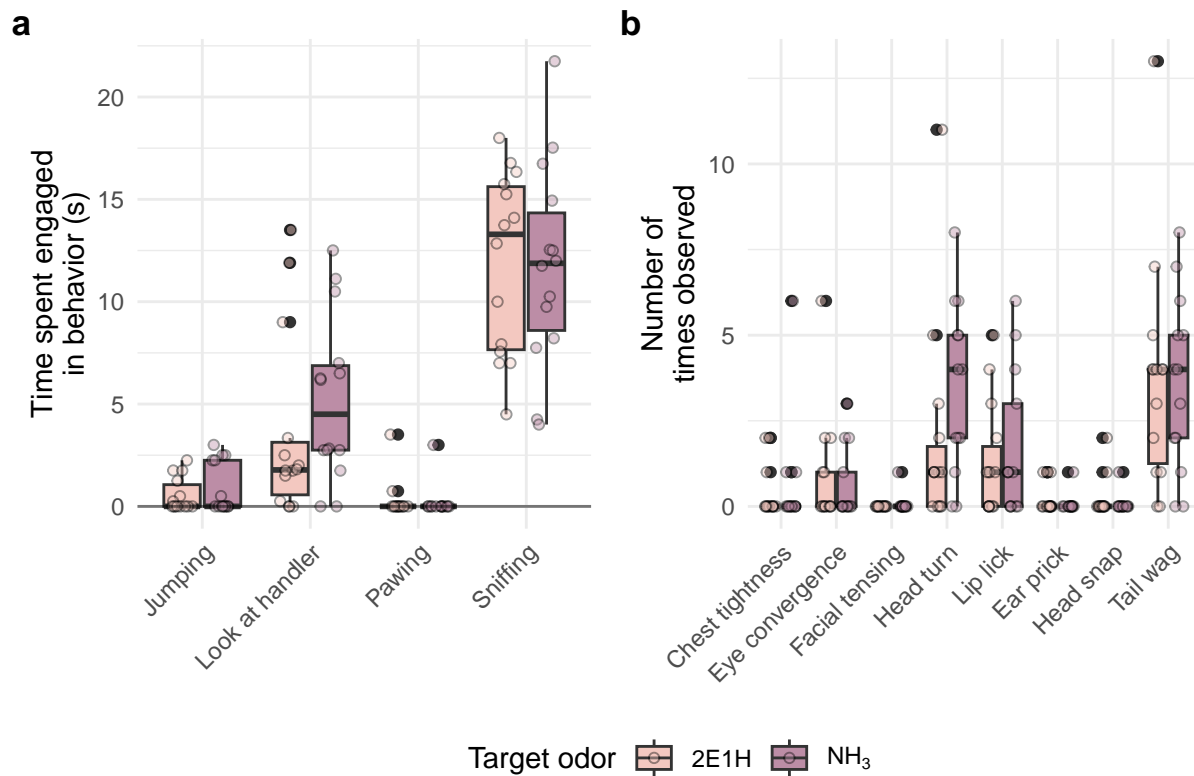 a
Time spent engaged
in behavior (s)
20
15
10
5
0
Jumping
Look at handler
Pawing
Sniffing
b
Number of
times observed
10
5
0
Chest tightness
Eye convergence
Facial tensing
Head turn
Lip lick
Ear prick
Head snap
Tail wag
Target odor 2E1H NH₃